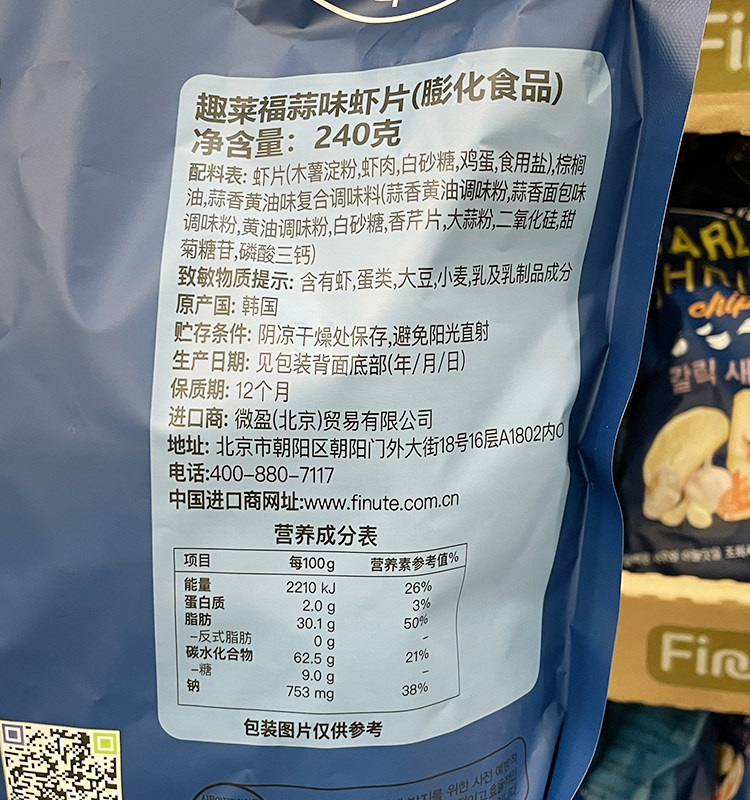 趣莱福蒜味虾片(膨化食品)
净含量：240克
配料表: 虾片(木薯淀粉,虾肉,白砂糖,鸡蛋,食用盐),棕榈
油,蒜香黄油味复合调味料(蒜香黄油调味粉,蒜香面包味
调味粉,黄油调味粉,白砂糖,香芹片,大蒜粉,二氧化硅,甜
菊糖苷,磷酸三钙)
致敏物质提示: 含有虾,蛋类,大豆,小麦,乳及乳制品成分
原产国: 韩国
贮存条件: 阴凉干燥处保存,避免阳光直射
生产日期: 见包装背面底部(年/月/日)
保质期: 12个月
进口商: 微盈(北京)贸易有限公司
地址: 北京市朝阳区朝阳门外大街18号16层A1802内O
电话:400-880-7117
中国进口商网址:www.finute.com.cn
营养成分表
项目 每100g 营养素参考值%
能量 2210 kJ 26%
蛋白质 2.0 g 3%
脂肪 30.1 g 50%
-反式脂肪 0 g -
碳水化合物 62.5 g 21%
-糖 9.0 g -
钠 753 mg 38%
包装图片仅供参考
chip
갈릭 새
Fin